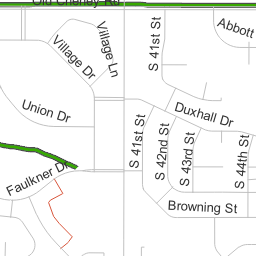 Old Cheney Rd
Abbott
Village Dr
Village Ln
S 41st St
Union Dr
Duxhall Dr
S 41st St
S 42nd St
S 43rd St
S 44th St
Faulkner Dr
Browning St